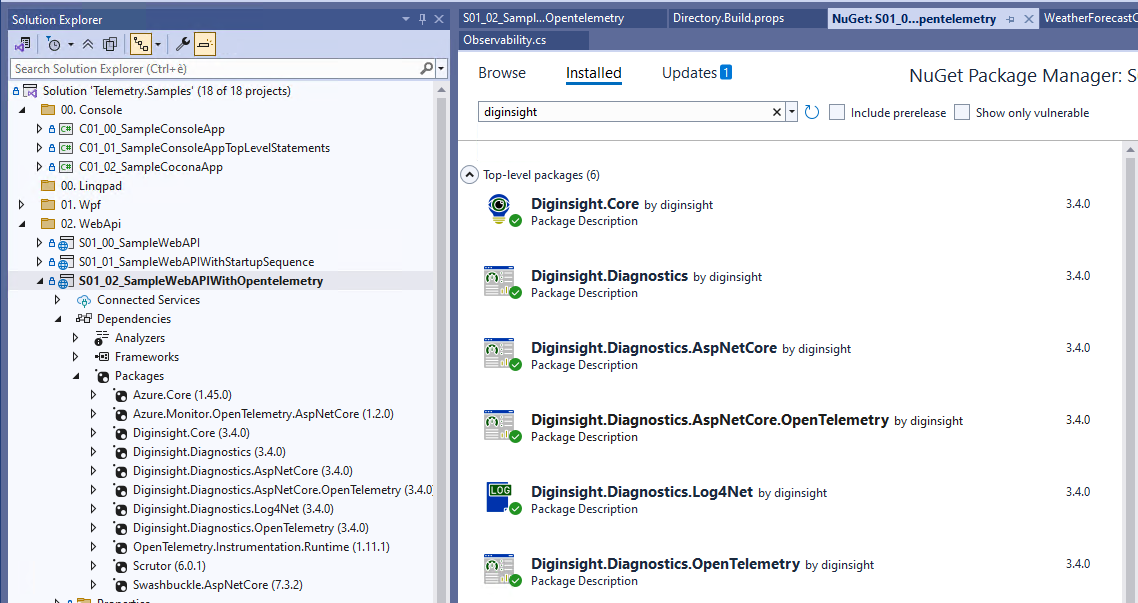 Solution Explorer
Search Solution Explorer (Ctrl+è)
Solution 'Telemetry.Samples' (18 of 18 projects)
00. Console
C# C01_00_SampleConsoleApp
C# C01_01_SampleConsoleAppTopLevelStatements
C# C01_02_SampleCoconaApp
00. Linqpad
01. Wpf
02. WebApi
S01_00_SampleWebAPI
S01_01_SampleWebAPIWithStartupSequence
S01_02_SampleWebAPIWithOpentelemetry
Connected Services
Dependencies
Analyzers
Frameworks
Packages
Azure.Core (1.45.0)
Azure.Monitor.OpenTelemetry.AspNetCore (1.2.0)
Diginsight.Core (3.4.0)
Diginsight.Diagnostics (3.4.0)
Diginsight.Diagnostics.AspNetCore (3.4.0)
Diginsight.Diagnostics.AspNetCore.OpenTelemetry (3.4.0)
Diginsight.Diagnostics.Log4Net (3.4.0)
Diginsight.Diagnostics.OpenTelemetry (3.4.0)
OpenTelemetry.Instrumentation.Runtime (1.11.1)
Scrutor (6.0.1)
Swashbuckle.AspNetCore (7.3.2)
Properties
S01_02_Sampl...Opentelemetry
Directory.Build.props
NuGet: S01_0...pentelemetry
WeatherForecastC
Observability.cs
Browse
Installed
Updates 1
NuGet Package Manager: S
diginsight
Include prerelease
Show only vulnerable
Top-level packages (6)
Diginsight.Core by diginsight 3.4.0
Package Description
Diginsight.Diagnostics by diginsight 3.4.0
Package Description
Diginsight.Diagnostics.AspNetCore by diginsight 3.4.0
Package Description
Diginsight.Diagnostics.AspNetCore.OpenTelemetry by diginsight 3.4.0
Package Description
LOG
Diginsight.Diagnostics.Log4Net by diginsight 3.4.0
Package Description
Diginsight.Diagnostics.OpenTelemetry by diginsight 3.4.0
Package Description